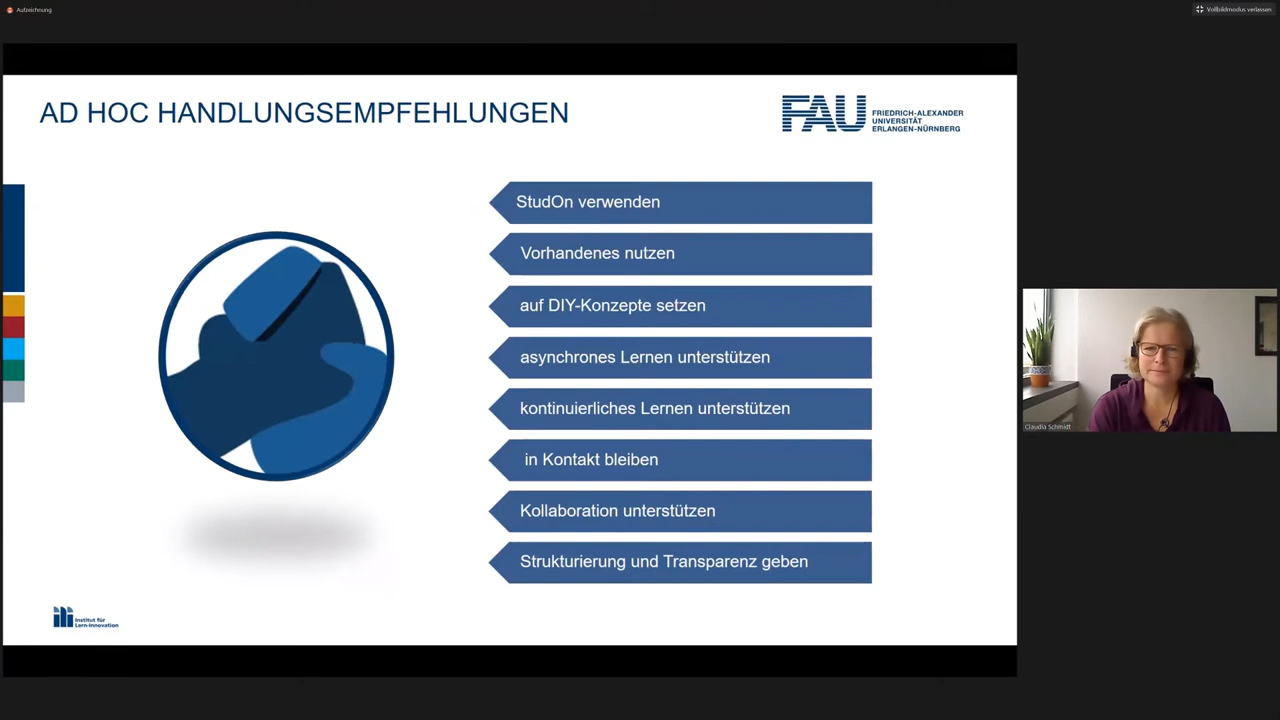 Aufzeichnung
Vollbildmodus verlassen
AD HOC HANDLUNGSEMPFEHLUNGEN
FAU
FRIEDRICH-ALEXANDER
UNIVERSITÄT
ERLANGEN-NÜRNBERG
StudOn verwenden
Vorhandenes nutzen
auf DIY-Konzepte setzen
asynchrones Lernen unterstützen
kontinuierliches Lernen unterstützen
in Kontakt bleiben
Kollaboration unterstützen
Strukturierung und Transparenz geben
Claudia Schmidt
ili
Institut für
Lern-Innovation